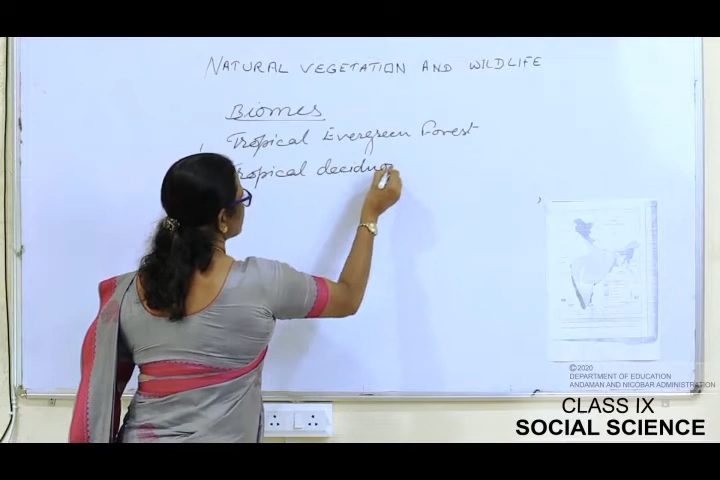 NATURAL VEGETATION AND WILDLIFE
Biomes
Tropical Evergreen Forest
Tropical deciduo
©2020
DEPARTMENT OF EDUCATION
ANDAMAN AND NICOBAR ADMINISTRATION
CLASS IX
SOCIAL SCIENCE